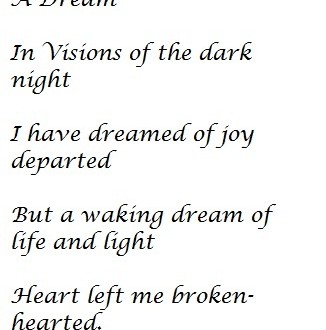 A Dream
In Visions of the dark
night
I have dreamed of joy
departed
But a waking dream of
life and light
Heart left me broken-
hearted.